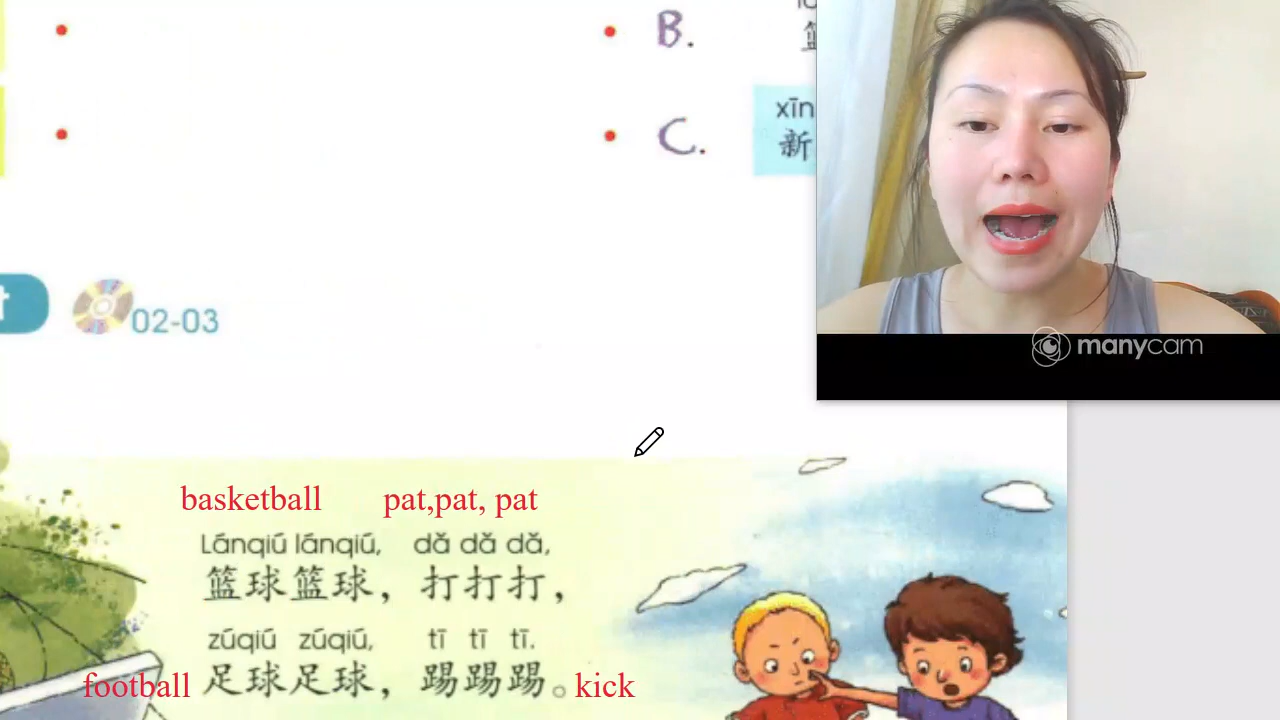 B.
C.
xīn
新
02-03
manycam
basketball pat,pat, pat
Lánqiú lánqiú, dǎ dǎ dǎ,
篮球篮球，打打打，
zúqiú zúqiú, tī tī tī.
football 足球足球，踢踢踢。kick